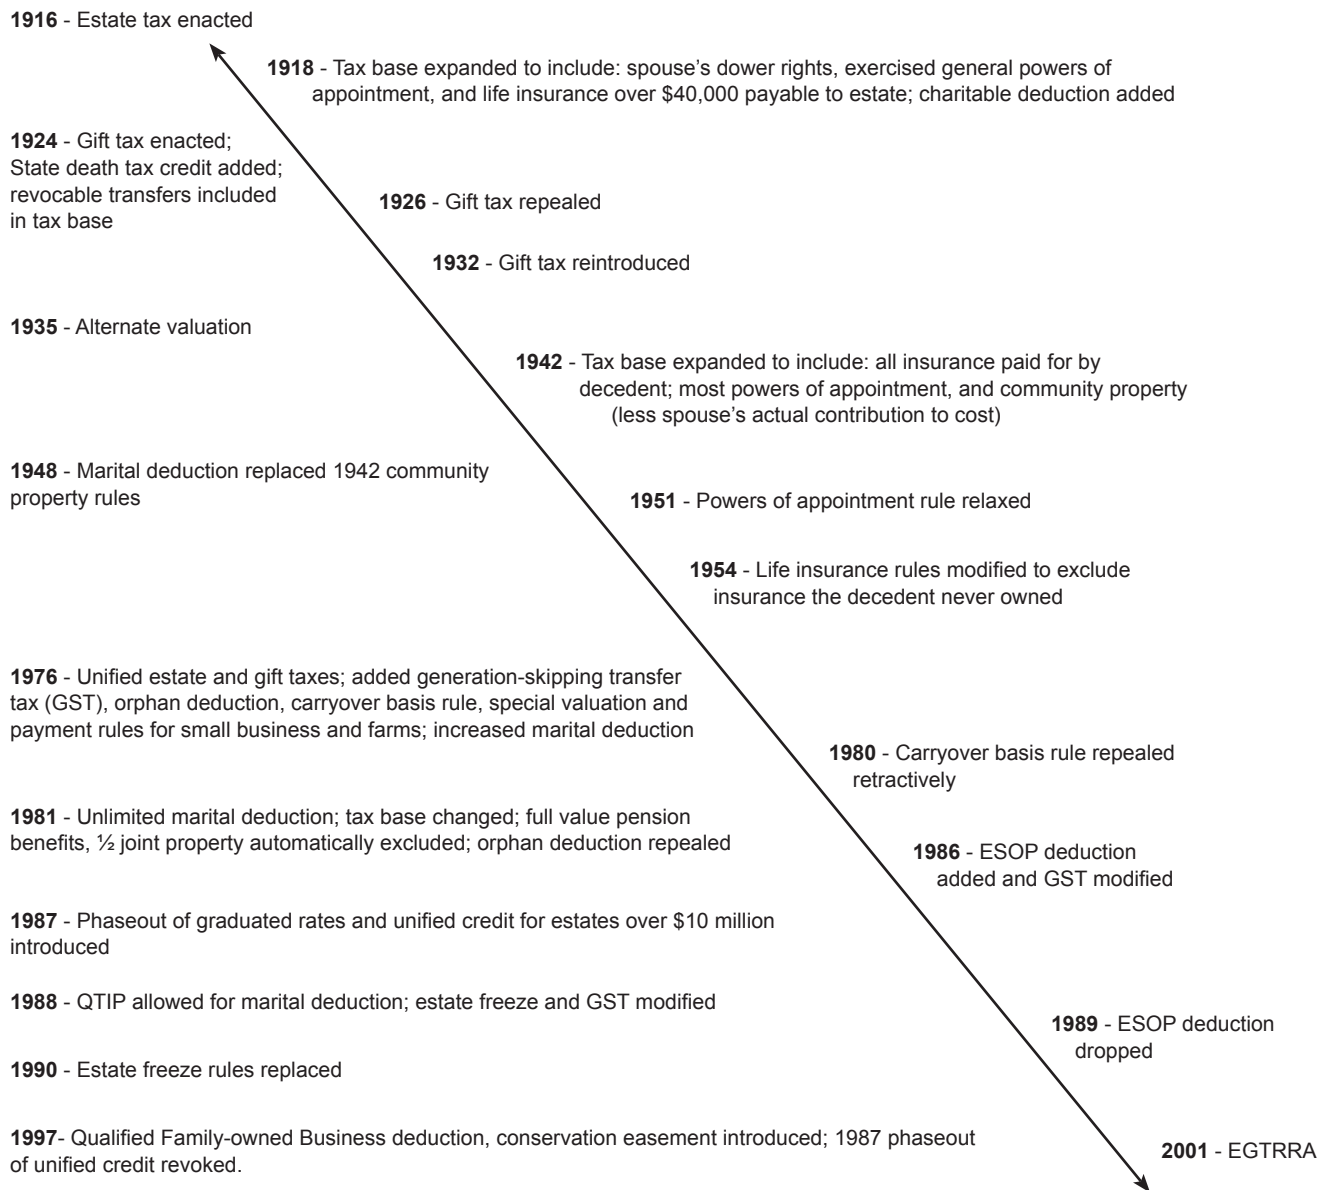 1916 - Estate tax enacted
1918 - Tax base expanded to include: spouse's dower rights, exercised general powers of
appointment, and life insurance over $40,000 payable to estate; charitable deduction added
1924 - Gift tax enacted;
State death tax credit added;
revocable transfers included
in tax base
1926 - Gift tax repealed
1932 - Gift tax reintroduced
1935 - Alternate valuation
1942 - Tax base expanded to include: all insurance paid for by
decedent; most powers of appointment, and community property
(less spouse's actual contribution to cost)
1948 - Marital deduction replaced 1942 community
property rules
1951 - Powers of appointment rule relaxed
1954 - Life insurance rules modified to exclude
insurance the decedent never owned
1976 - Unified estate and gift taxes; added generation-skipping transfer
tax (GST), orphan deduction, carryover basis rule, special valuation and
payment rules for small business and farms; increased marital deduction
1980 - Carryover basis rule repealed
retractively
1981 - Unlimited marital deduction; tax base changed; full value pension
benefits, ½ joint property automatically excluded; orphan deduction repealed
1986 - ESOP deduction
added and GST modified
1987 - Phaseout of graduated rates and unified credit for estates over $10 million
introduced
1988 - QTIP allowed for marital deduction; estate freeze and GST modified
1989 - ESOP deduction
dropped
1990 - Estate freeze rules replaced
1997- Qualified Family-owned Business deduction, conservation easement introduced; 1987 phaseout
of unified credit revoked.
2001 - EGTRRA